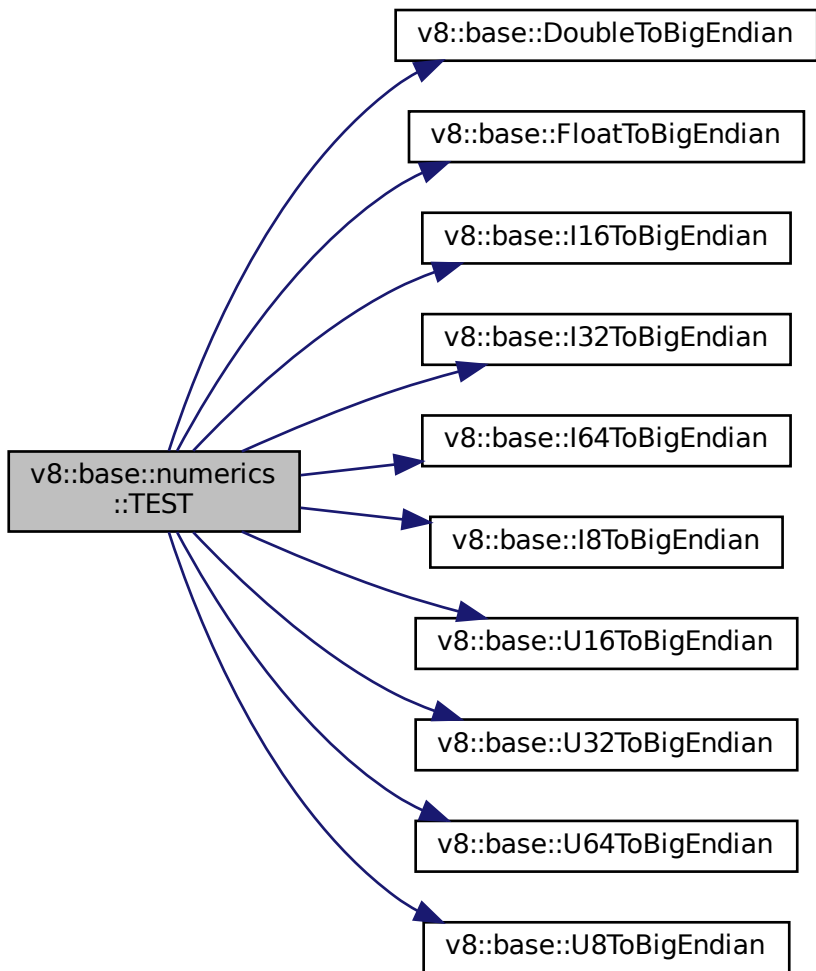 v8::base::DoubleToBigEndian
v8::base::FloatToBigEndian
v8::base::I16ToBigEndian
v8::base::I32ToBigEndian
v8::base::I64ToBigEndian
v8::base::numerics
::TEST
v8::base::I8ToBigEndian
v8::base::U16ToBigEndian
v8::base::U32ToBigEndian
v8::base::U64ToBigEndian
v8::base::U8ToBigEndian